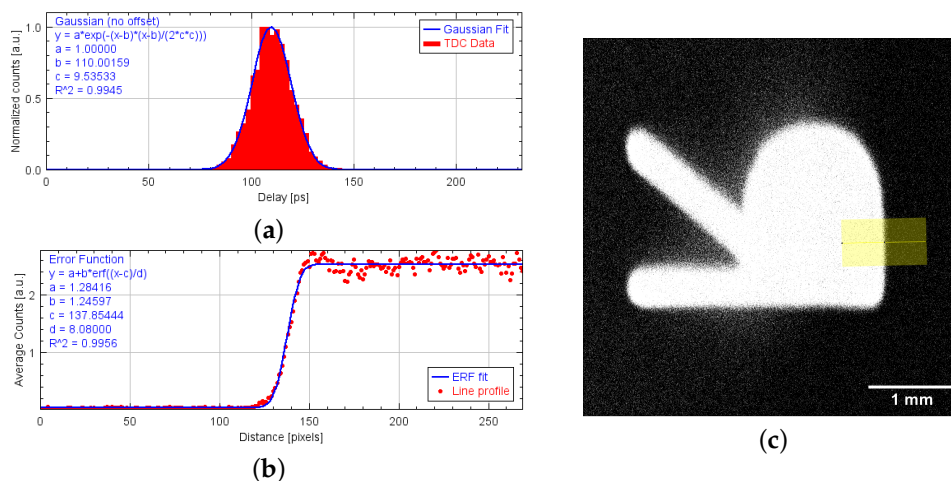 Gaussian (no offset)
y = a*exp(-(x-b)*(x-b)/(2*c*c)))
a = 1.00000
b = 110.00159
c = 9.53533
R^2 = 0.9945
Gaussian Fit
TDC Data
Normalized counts [a.u.]
1.0
0.5
0.0
0 50 100 150 200
Delay [ps]
(a)
Error Function
y = a+b*erf((x-c)/d)
a = 1.28416
b = 1.24597
c = 137.85444
d = 8.08000
R^2 = 0.9956
ERF fit
Line profile
Average Counts [a.u.]
2
1
0 50 100 150 200 250
Distance [pixels]
(b)
1 mm
(c)